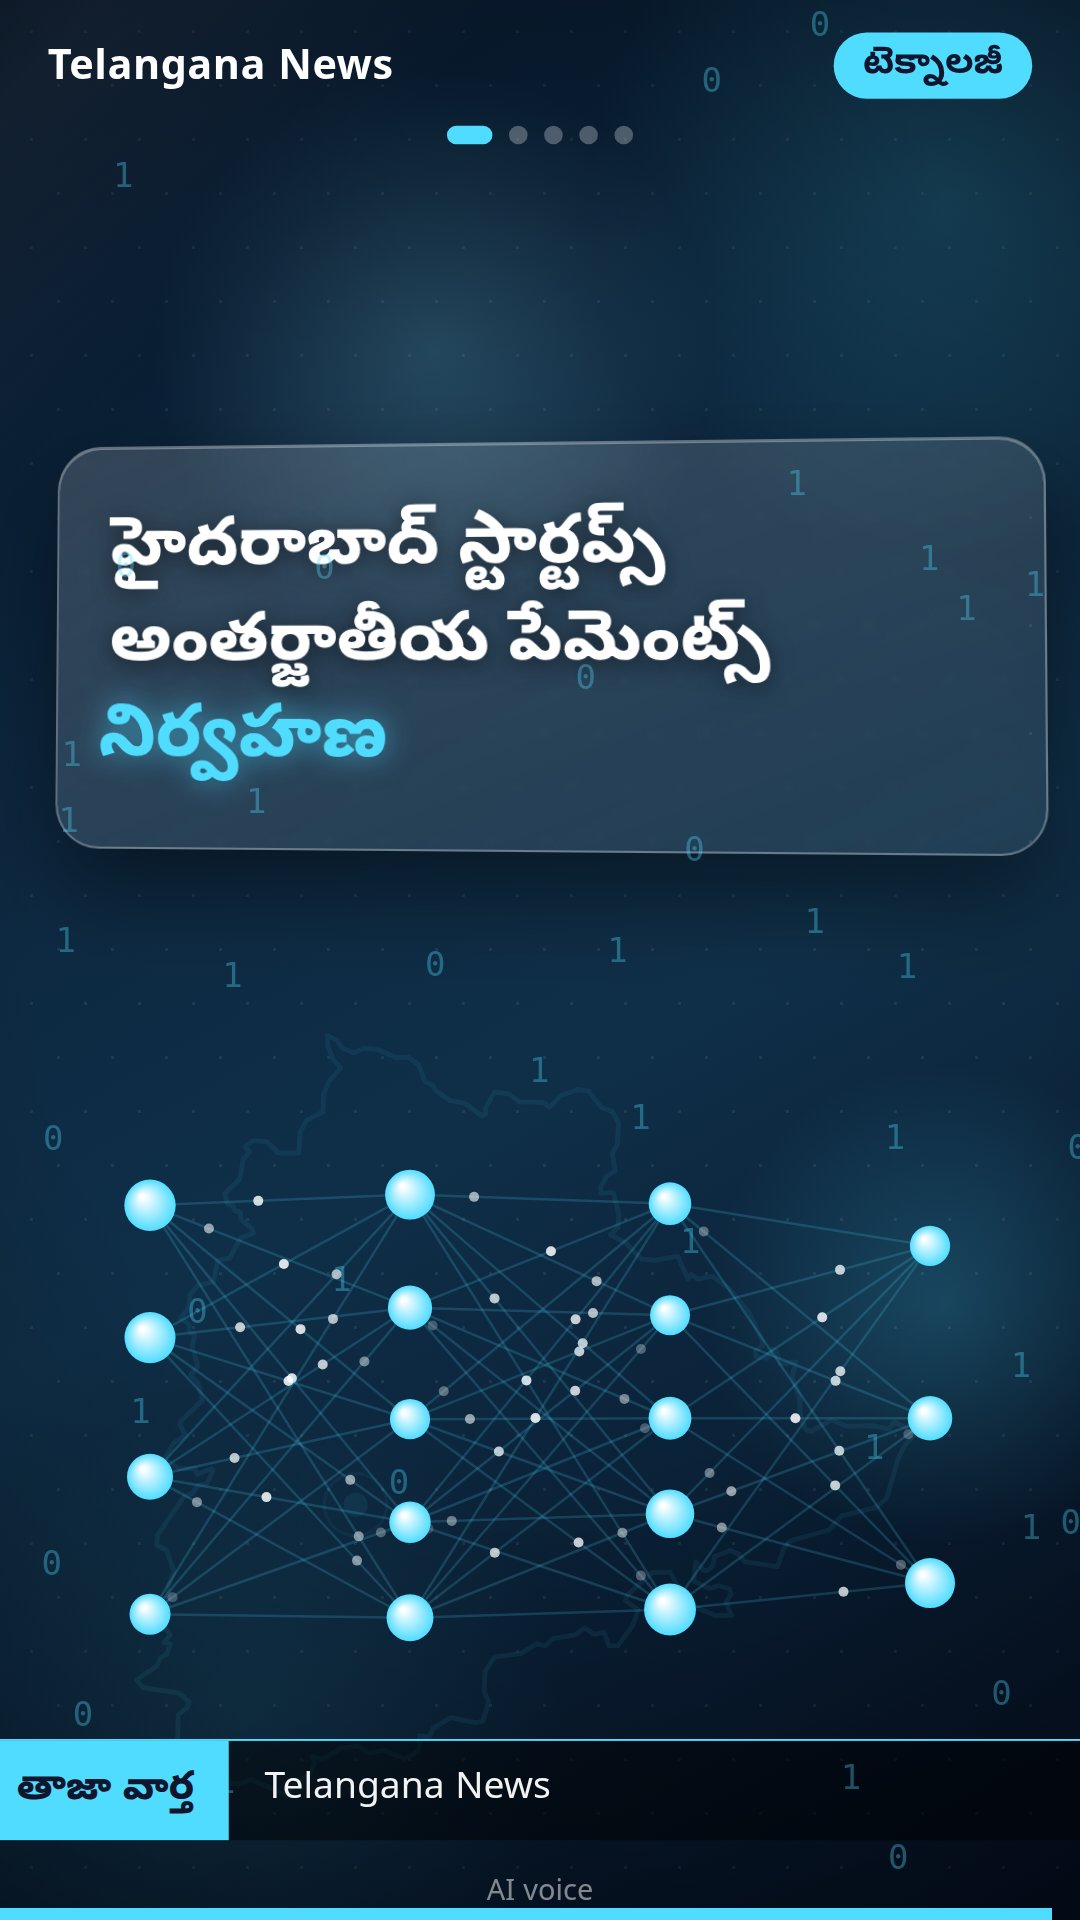 Telangana News
టెక్నాలజీ
హైదరాబాద్ స్టార్టప్స్
అంతర్జాతీయ పేమెంట్స్
నిర్వహణ
తాజా వార్త
Telangana News
AI voice